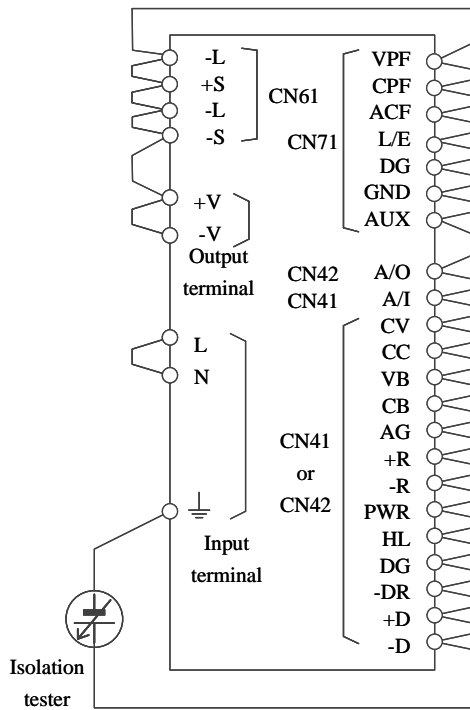 -L
+S
-L
-S
CN61
+V
-V
Output
terminal
L
N
Input
terminal
Isolation
tester
VPF
CPF
ACF
L/E
DG
GND
AUX
CN71
CN42 A/O
CN41 A/I
CV
CC
VB
CB
AG
+R
-R
PWR
HL
DG
-DR
+D
-D
CN41
or
CN42